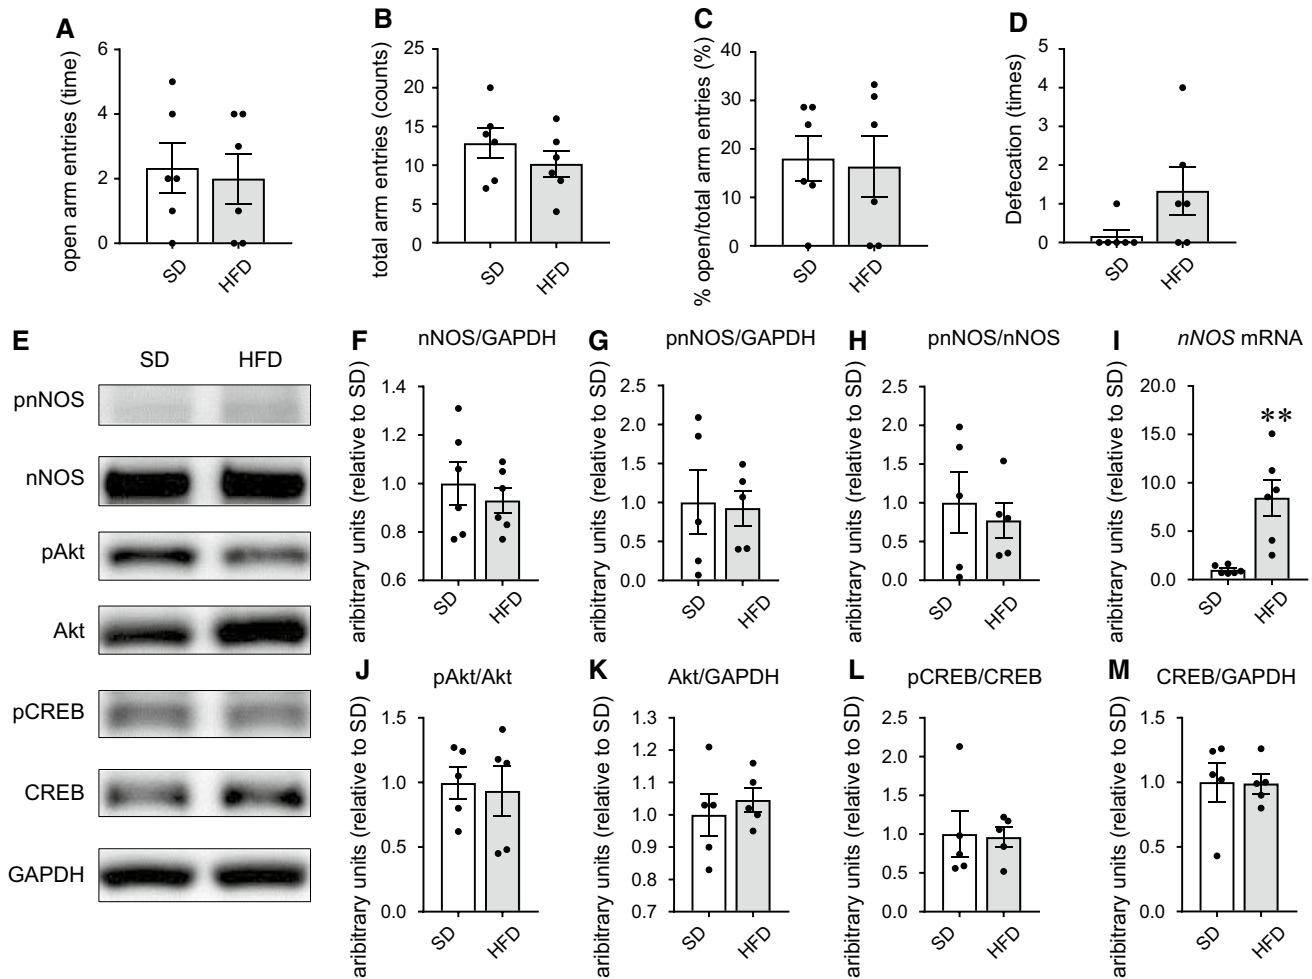 A
open arm entries (time)
6
4
2
0
SD
HFD
B
total arm entries (counts)
25
20
15
10
5
0
SD
HFD
C
% open/total arm entries (%)
40
30
20
10
0
SD
HFD
D
Defecation (times)
5
4
3
2
1
0
SD
HFD
E
SD
HFD
pnNOS
nNOS
pAkt
Akt
pCREB
CREB
GAPDH
F
nNOS/GAPDH
aribitrary units (relative to SD)
1.4
1.2
1.0
0.8
0.6
SD
HFD
G
pnNOS/GAPDH
aribitrary units (relative to SD)
2.5
2.0
1.5
1.0
0.5
0.0
SD
HFD
H
pnNOS/nNOS
aribitrary units (relative to SD)
2.5
2.0
1.5
1.0
0.5
0.0
SD
HFD
I
nNOS mRNA
aribitrary units (relative to SD)
20.0
15.0
10.0
5.0
0.0
**
SD
HFD
J
pAkt/Akt
aribitrary units (relative to SD)
1.5
1.0
0.5
0.0
SD
HFD
K
Akt/GAPDH
aribitrary units (relative to SD)
1.3
1.2
1.1
1.0
0.9
0.8
0.7
SD
HFD
L
pCREB/CREB
aribitrary units (relative to SD)
2.5
2.0
1.5
1.0
0.5
0.0
SD
HFD
M
CREB/GAPDH
aribitrary units (relative to SD)
1.5
1.0
0.5
0.0
SD
HFD